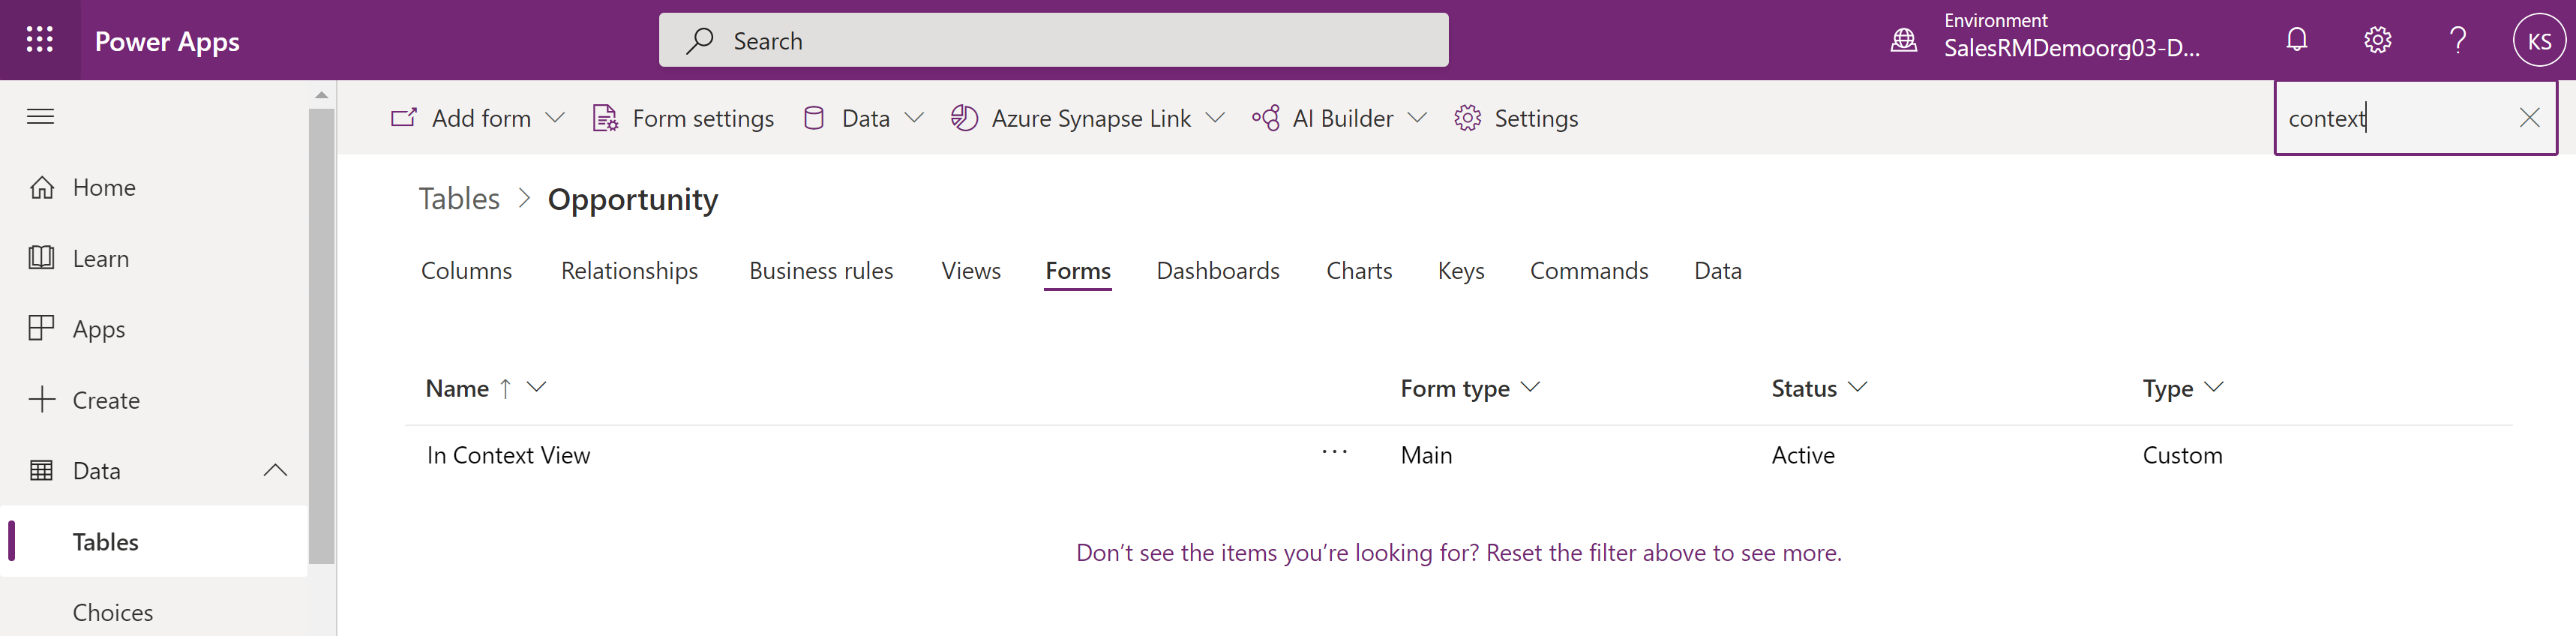 Power Apps
Search
Environment
SalesRMDemoorg03-D...
KS
Add form
Form settings
Data
Azure Synapse Link
AI Builder
Settings
context
Home
Learn
Apps
Create
Data
Tables
Choices
Tables > Opportunity
Columns
Relationships
Business rules
Views
Forms
Dashboards
Charts
Keys
Commands
Data
Name ↑
Form type
Status
Type
In Context View
...
Main
Active
Custom
Don’t see the items you’re looking for? Reset the filter above to see more.